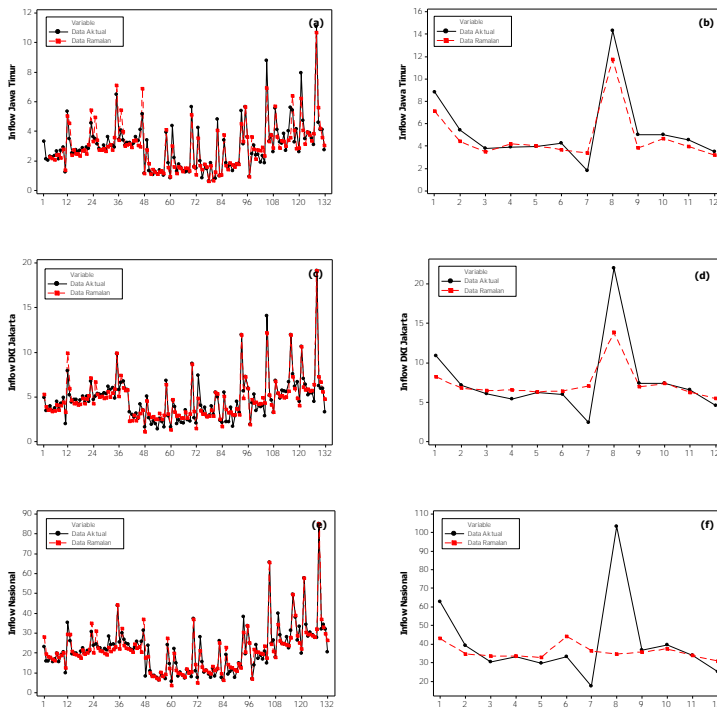 (a)
Variable
Data Aktual
Data Ramalan
Inflow Jawa Timur
12
10
8
6
4
2
0
1 12 24 36 48 60 72 84 96 108 120 132
(b)
Variable
Data Aktual
Data Ramalan
Inflow Jawa Timur
16
14
12
10
8
6
4
2
0
1 2 3 4 5 6 7 8 9 10 11 12
(c)
Variable
Data Aktual
Data Ramalan
Inflow DKI Jakarta
20
15
10
5
0
1 12 24 36 48 60 72 84 96 108 120 132
(d)
Variable
Data Aktual
Data Ramalan
Inflow DKI Jakarta
20
15
10
5
0
1 2 3 4 5 6 7 8 9 10 11 12
(e)
Variable
Data Aktual
Data Ramalan
Inflow Nasional
90
80
70
60
50
40
30
20
10
0
1 12 24 36 48 60 72 84 96 108 120 132
(f)
Variable
Data Aktual
Data Ramalan
Inflow Nasional
110
100
90
80
70
60
50
40
30
20
1 2 3 4 5 6 7 8 9 10 11